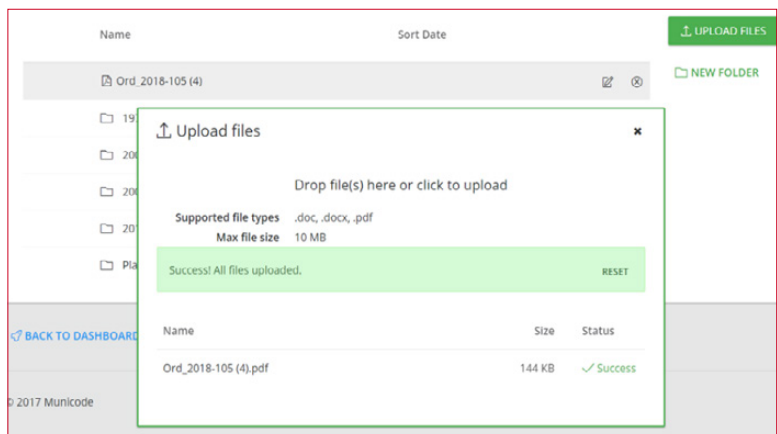 Name Sort Date
UPLOAD FILES
Ord_2018-105 (4)
NEW FOLDER
Upload files
Drop file(s) here or click to upload
Supported file types .doc, .docx, .pdf
Max file size 10 MB
Success! All files uploaded. RESET
BACK TO DASHBOARD
Name Size Status
Ord_2018-105 (4).pdf 144 KB Success
© 2017 Municode